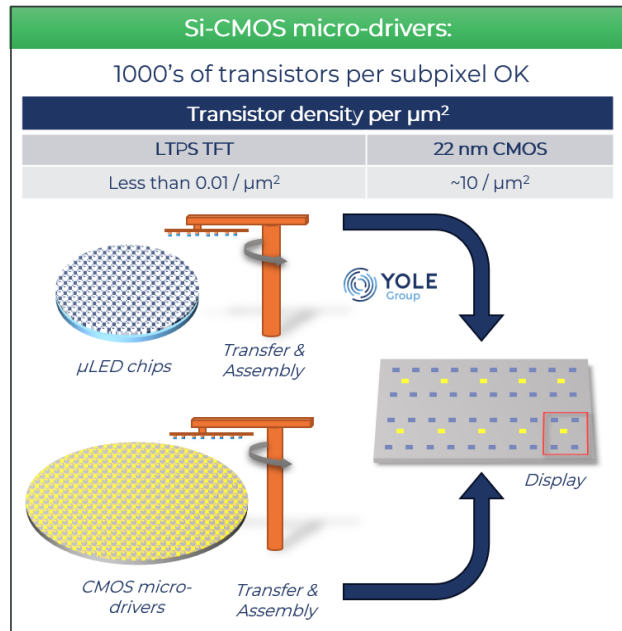 Si-CMOS micro-drivers:
1000's of transistors per subpixel OK
Transistor density per µm²
LTPS TFT
22 nm CMOS
Less than 0.01 / µm²
~10 / µm²
YOLE
Group
µLED chips
Transfer &
Assembly
Display
CMOS micro-
drivers
Transfer &
Assembly